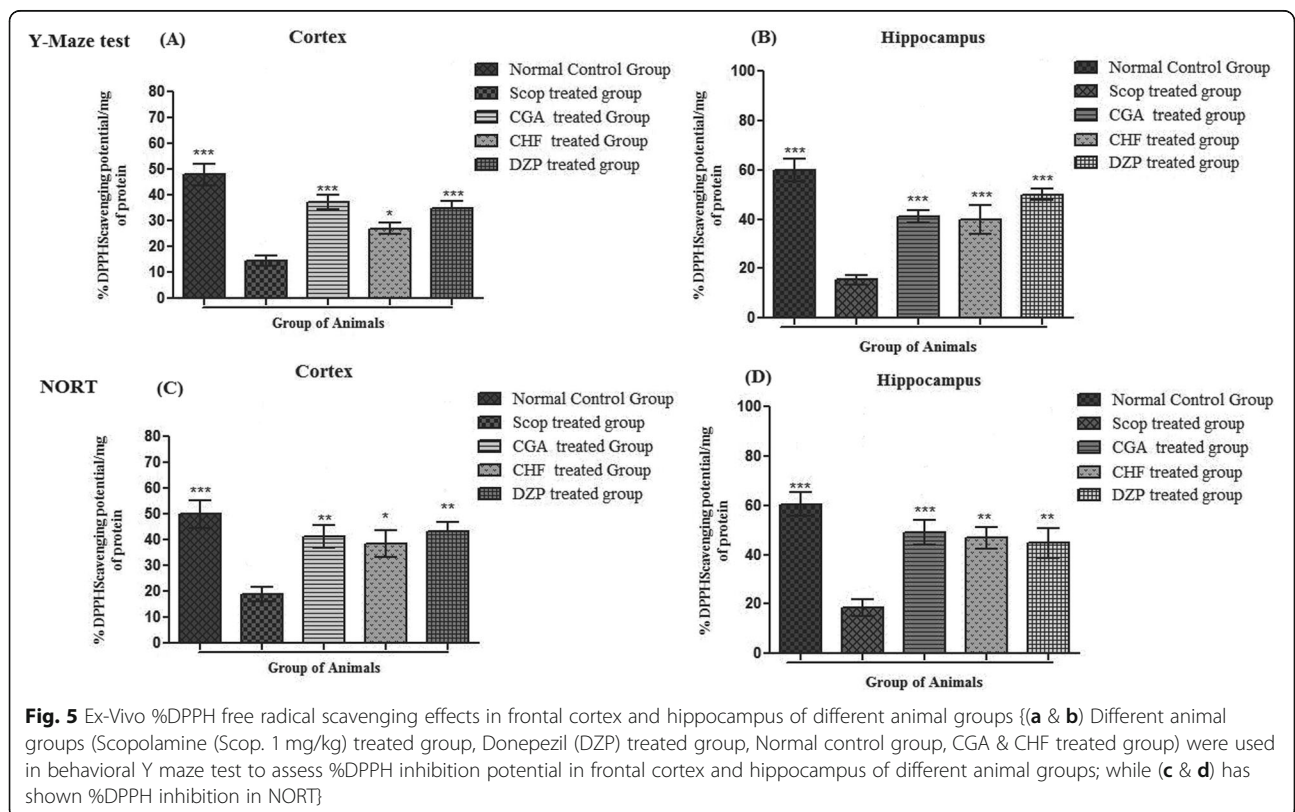 Y-Maze test
(A)
Cortex
%DPPHScavenging potential/mg
of protein
80
70
60
50
40
30
20
10
0
***
***
*
***
Group of Animals
Normal Control Group
Scop treated group
CGA treated Group
CHF treated Group
DZP treated group
(B)
Hippocampus
%DPPHScavenging potential/mg
of protein
100
80
60
40
20
0
***
***
***
***
Group of Animals
Normal Control Group
Scop treated group
CGA treated group
CHF treated group
DZP treated group
NORT
(C)
Cortex
%DPPHScavenging potential/mg
of protein
80
70
60
50
40
30
20
10
0
***
**
*
**
Group of Animals
Normal Control Group
Scop treated group
CGA treated Group
CHF treated Group
DZP treated group
(D)
Hippocampus
%DPPHScavenging potential/mg
of protein
100
80
60
40
20
0
***
***
**
**
Group of Animals
Normal Control Group
Scop treated group
CGA treated group
CHF treated group
DZP treated group
Fig. 5 Ex-Vivo %DPPH free radical scavenging effects in frontal cortex and hippocampus of different animal groups {(a & b) Different animal
groups (Scopolamine (Scop. 1 mg/kg) treated group, Donepezil (DZP) treated group, Normal control group, CGA & CHF treated group) were used
in behavioral Y maze test to assess %DPPH inhibition potential in frontal cortex and hippocampus of different animal groups; while (c & d) has
shown %DPPH inhibition in NORT}